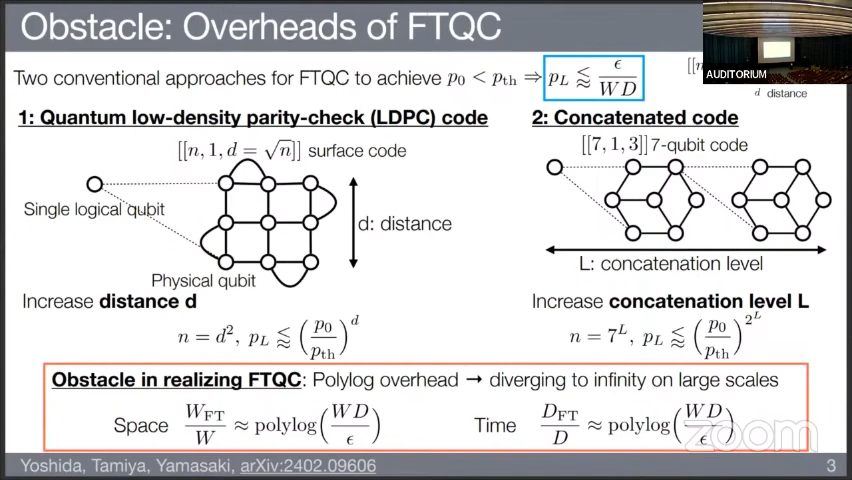 Obstacle: Overheads of FTQC
AUDITORIUM
Two conventional approaches for FTQC to achieve p₀ < p_th ⇒ p_L ⪅ ϵ/(WD)
d distance
1: Quantum low-density parity-check (LDPC) code
2: Concatenated code
[[n, 1, d = √n]] surface code
[[7, 1, 3]] 7-qubit code
Single logical qubit
d: distance
Physical qubit
L: concatenation level
Increase distance d
Increase concatenation level L
n = d², p_L ⪅ (p₀/p_th)^d
n = 7^L, p_L ⪅ (p₀/p_th)^{2^L}
Obstacle in realizing FTQC: Polylog overhead → diverging to infinity on large scales
Space W_FT/W ≈ polylog(WD/ϵ)
Time D_FT/D ≈ polylog(WD/ϵ)
zoom
Yoshida, Tamiya, Yamasaki, arXiv:2402.09606
3